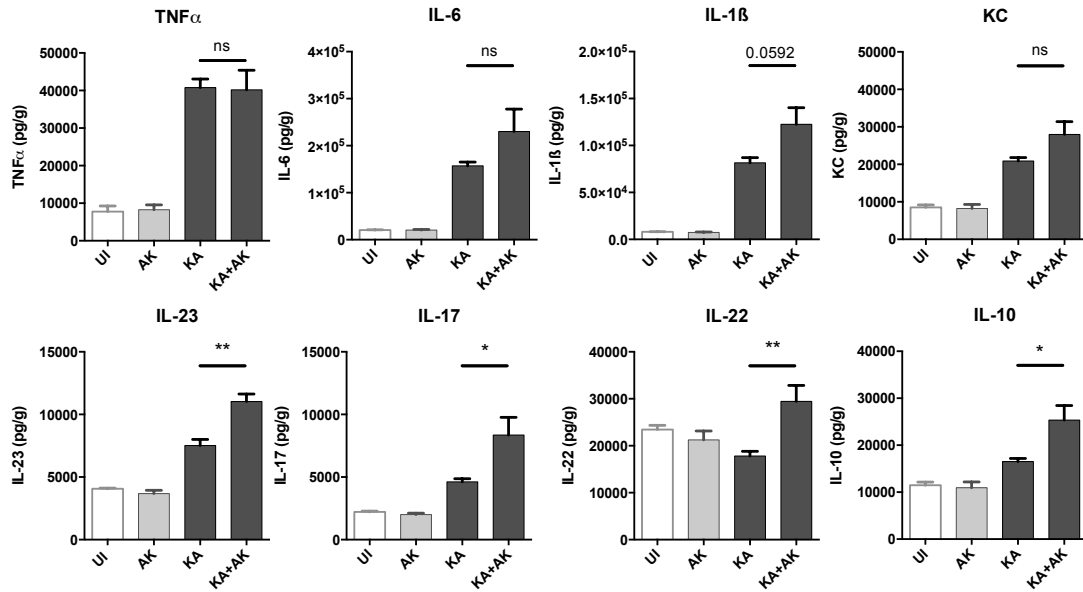 TNFα
TNFα (pg/g)
50000
40000
30000
20000
10000
0
ns
UI
AK
KA
KA+AK
IL-6
IL-6 (pg/g)
4×10⁵
3×10⁵
2×10⁵
1×10⁵
0
ns
UI
AK
KA
KA+AK
IL-1ß
IL-1ß (pg/g)
2.0×10⁵
1.5×10⁵
1.0×10⁵
5.0×10⁴
0.0
0.0592
UI
AK
KA
KA+AK
KC
KC (pg/g)
50000
40000
30000
20000
10000
0
ns
UI
AK
KA
KA+AK
IL-23
IL-23 (pg/g)
15000
10000
5000
0
**
UI
AK
KA
KA+AK
IL-17
IL-17 (pg/g)
15000
10000
5000
0
*
UI
AK
KA
KA+AK
IL-22
IL-22 (pg/g)
40000
30000
20000
10000
0
**
UI
AK
KA
KA+AK
IL-10
IL-10 (pg/g)
40000
30000
20000
10000
0
*
UI
AK
KA
KA+AK